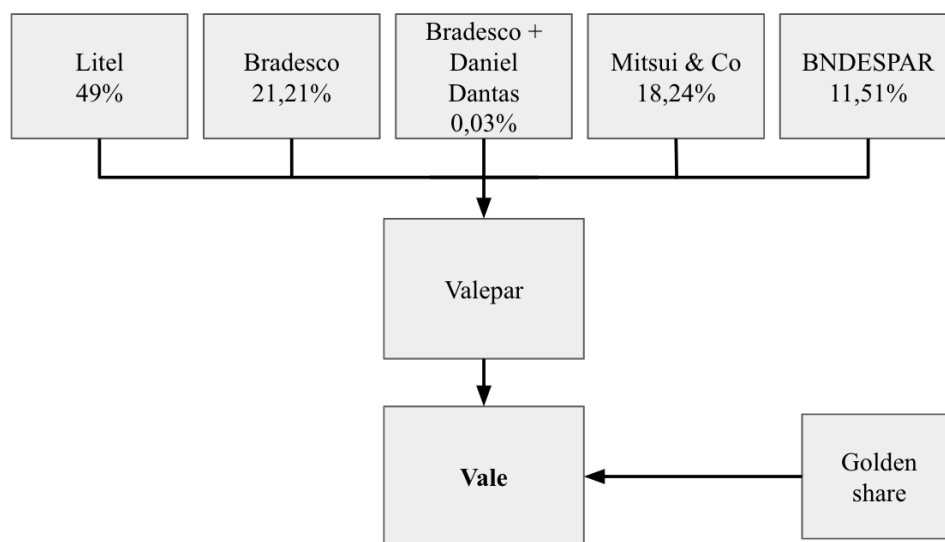 Litel
49%
Bradesco
21,21%
Bradesco +
Daniel
Dantas
0,03%
Mitsui & Co
18,24%
BNDESPAR
11,51%
Valepar
Vale
Golden
share